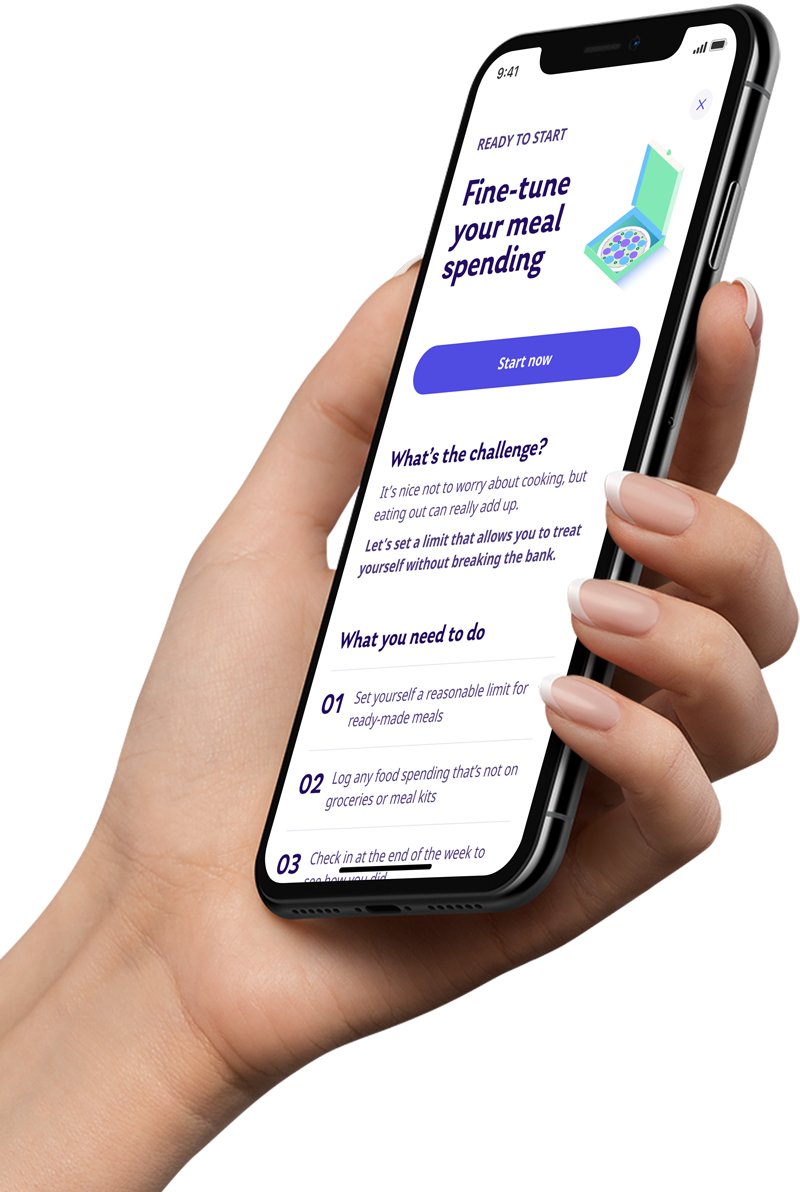 9:41
READY TO START
Fine-tune
your meal
spending
Start now
What's the challenge?
It's nice not to worry about cooking, but
eating out can really add up.
Let's set a limit that allows you to treat
yourself without breaking the bank.
What you need to do
01 Set yourself a reasonable limit for
ready-made meals
02 Log any food spending that's not on
groceries or meal kits
03 Check in at the end of the week to
see how you did